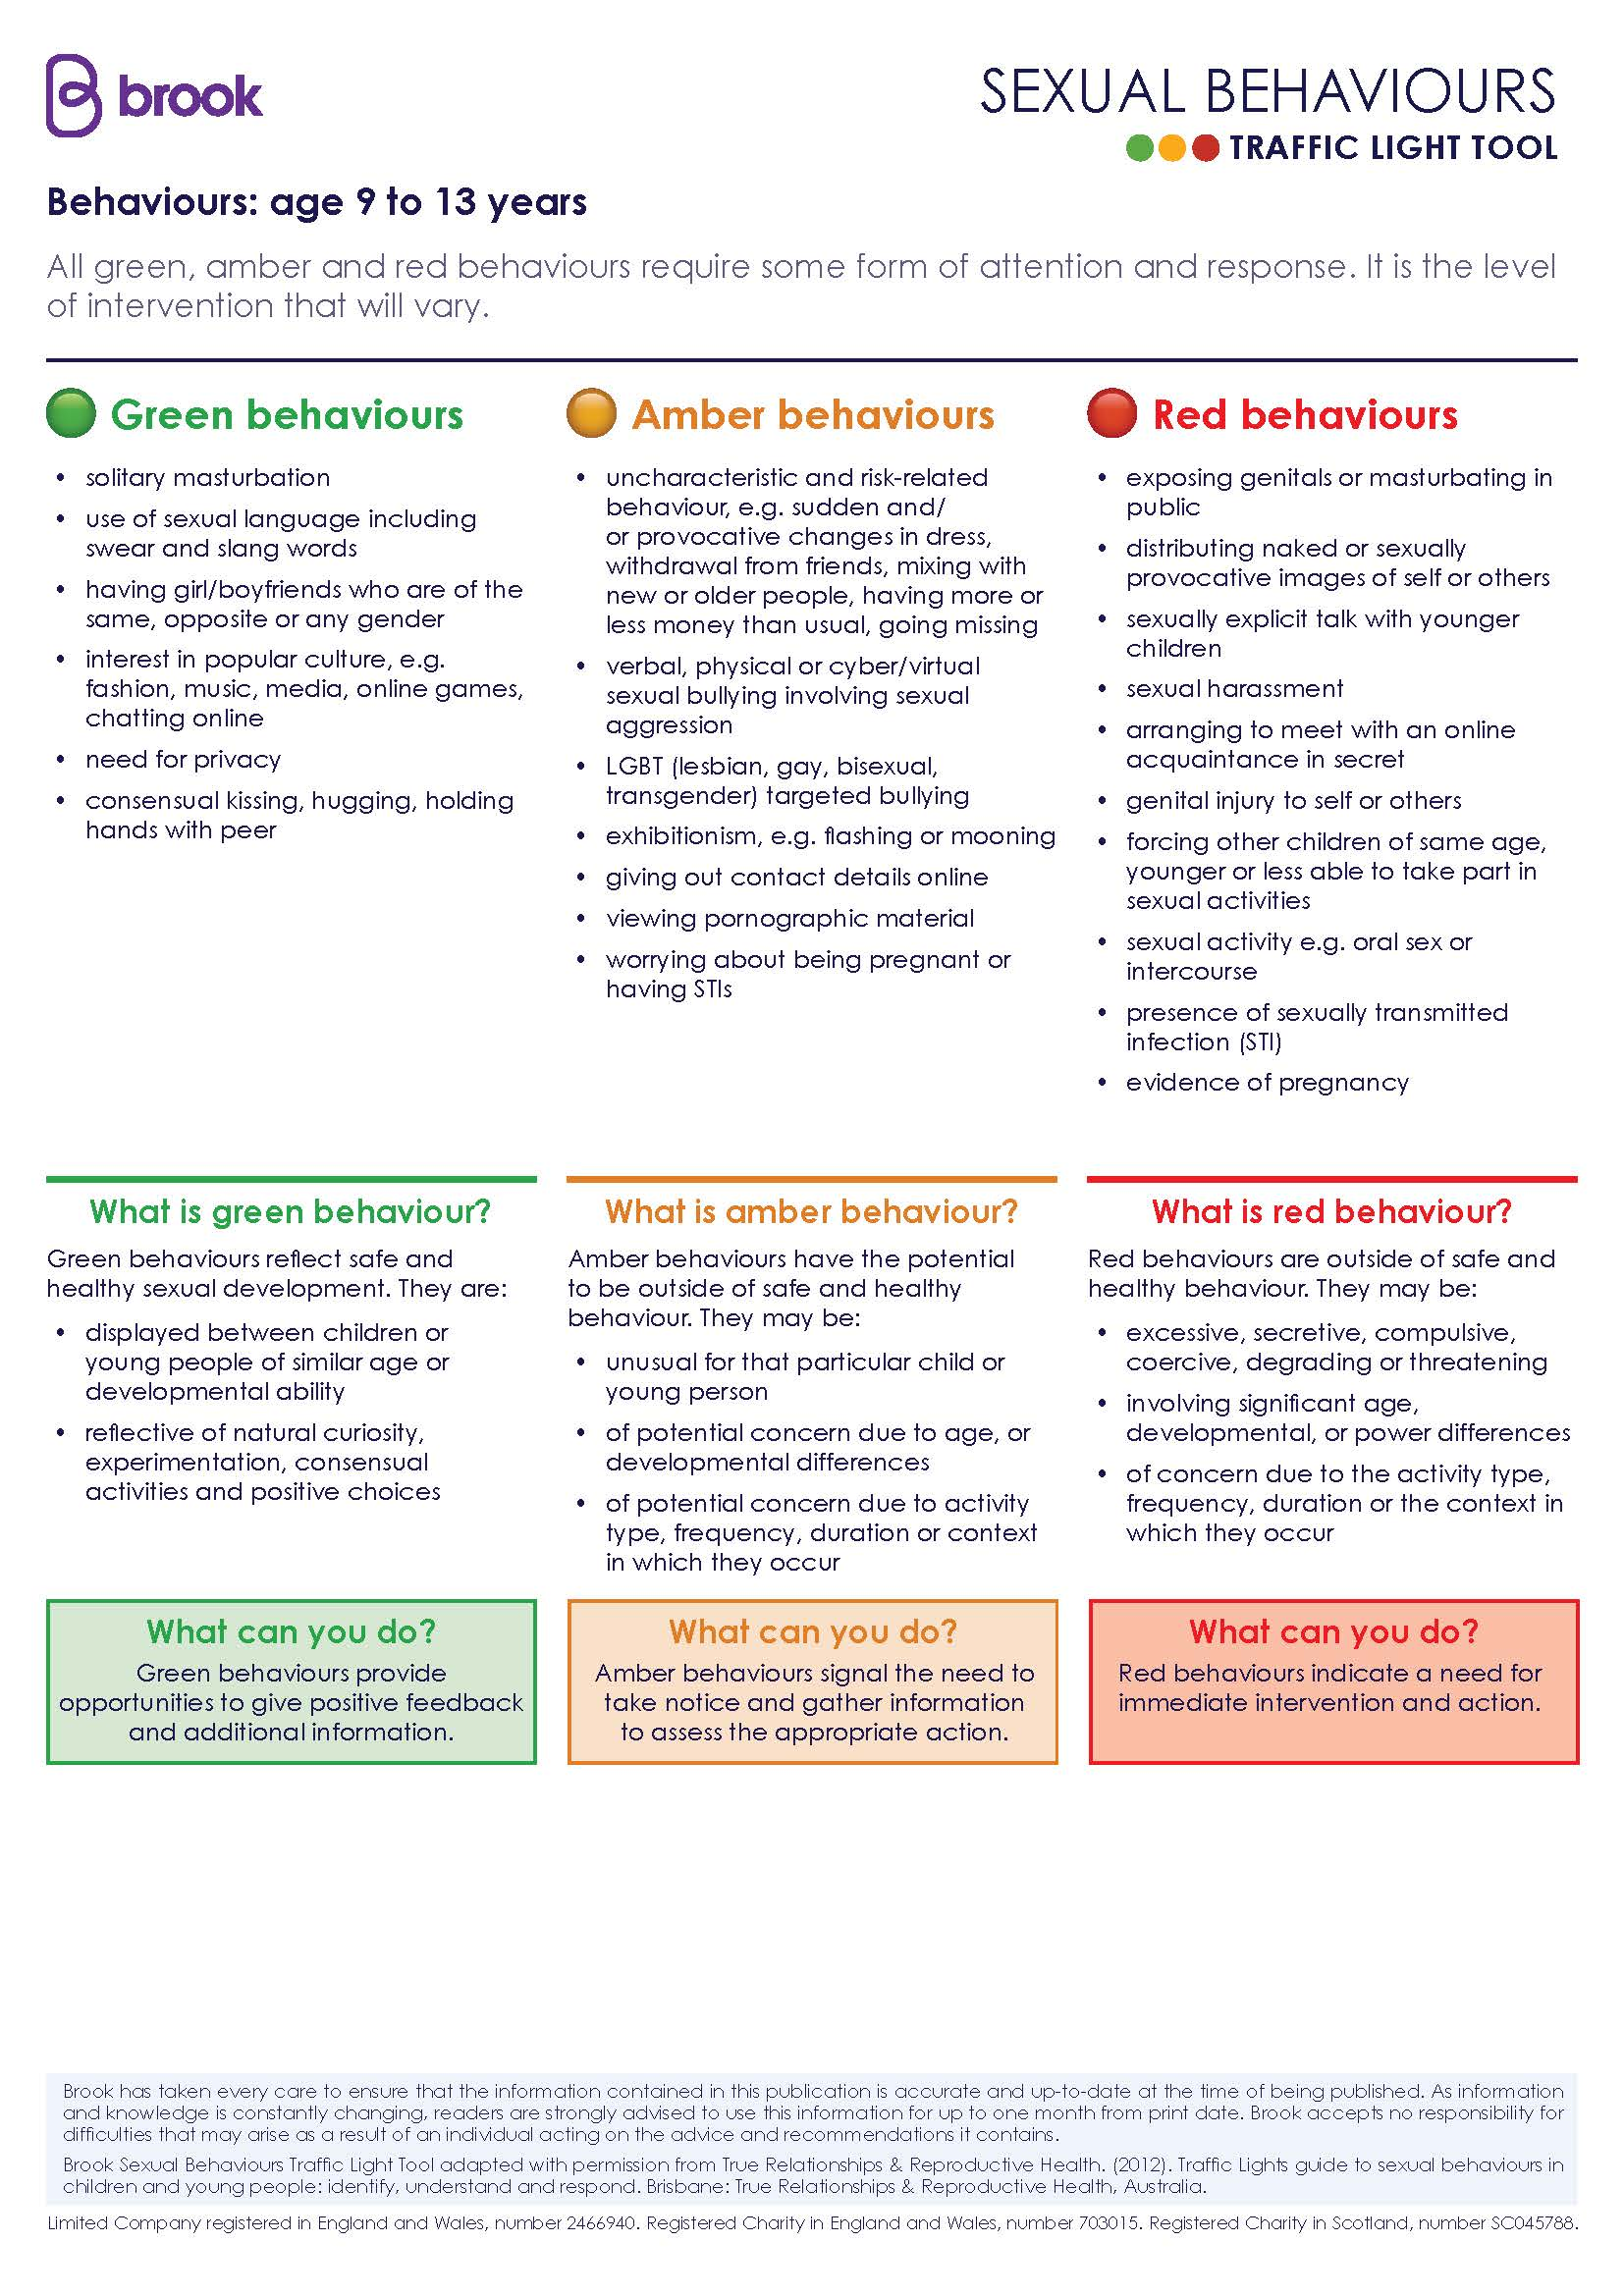 brook
SEXUAL BEHAVIOURS
TRAFFIC LIGHT TOOL
Behaviours: age 9 to 13 years
All green, amber and red behaviours require some form of attention and response. It is the level
of intervention that will vary.
Green behaviours
• solitary masturbation
• use of sexual language including
swear and slang words
• having girl/boyfriends who are of the
same, opposite or any gender
• interest in popular culture, e.g.
fashion, music, media, online games,
chatting online
• need for privacy
• consensual kissing, hugging, holding
hands with peer
Amber behaviours
• uncharacteristic and risk-related
behaviour, e.g. sudden and/
or provocative changes in dress,
withdrawal from friends, mixing with
new or older people, having more or
less money than usual, going missing
• verbal, physical or cyber/virtual
sexual bullying involving sexual
aggression
• LGBT (lesbian, gay, bisexual,
transgender) targeted bullying
• exhibitionism, e.g. flashing or mooning
• giving out contact details online
• viewing pornographic material
• worrying about being pregnant or
having STIs
Red behaviours
• exposing genitals or masturbating in
public
• distributing naked or sexually
provocative images of self or others
• sexually explicit talk with younger
children
• sexual harassment
• arranging to meet with an online
acquaintance in secret
• genital injury to self or others
• forcing other children of same age,
younger or less able to take part in
sexual activities
• sexual activity e.g. oral sex or
intercourse
• presence of sexually transmitted
infection (STI)
• evidence of pregnancy
What is green behaviour?
Green behaviours reflect safe and
healthy sexual development. They are:
• displayed between children or
young people of similar age or
developmental ability
• reflective of natural curiosity,
experimentation, consensual
activities and positive choices
What is amber behaviour?
Amber behaviours have the potential
to be outside of safe and healthy
behaviour. They may be:
• unusual for that particular child or
young person
• of potential concern due to age, or
developmental differences
• of potential concern due to activity
type, frequency, duration or context
in which they occur
What is red behaviour?
Red behaviours are outside of safe and
healthy behaviour. They may be:
• excessive, secretive, compulsive,
coercive, degrading or threatening
• involving significant age,
developmental, or power differences
• of concern due to the activity type,
frequency, duration or the context in
which they occur
What can you do?
Green behaviours provide
opportunities to give positive feedback
and additional information.
What can you do?
Amber behaviours signal the need to
take notice and gather information
to assess the appropriate action.
What can you do?
Red behaviours indicate a need for
immediate intervention and action.
Brook has taken every care to ensure that the information contained in this publication is accurate and up-to-date at the time of being published. As information
and knowledge is constantly changing, readers are strongly advised to use this information for up to one month from print date. Brook accepts no responsibility for
difficulties that may arise as a result of an individual acting on the advice and recommendations it contains.
Brook Sexual Behaviours Traffic Light Tool adapted with permission from True Relationships & Reproductive Health. (2012). Traffic Lights guide to sexual behaviours in
children and young people: identify, understand and respond. Brisbane: True Relationships & Reproductive Health, Australia.
Limited Company registered in England and Wales, number 2466940. Registered Charity in England and Wales, number 703015. Registered Charity in Scotland, number SC045788.